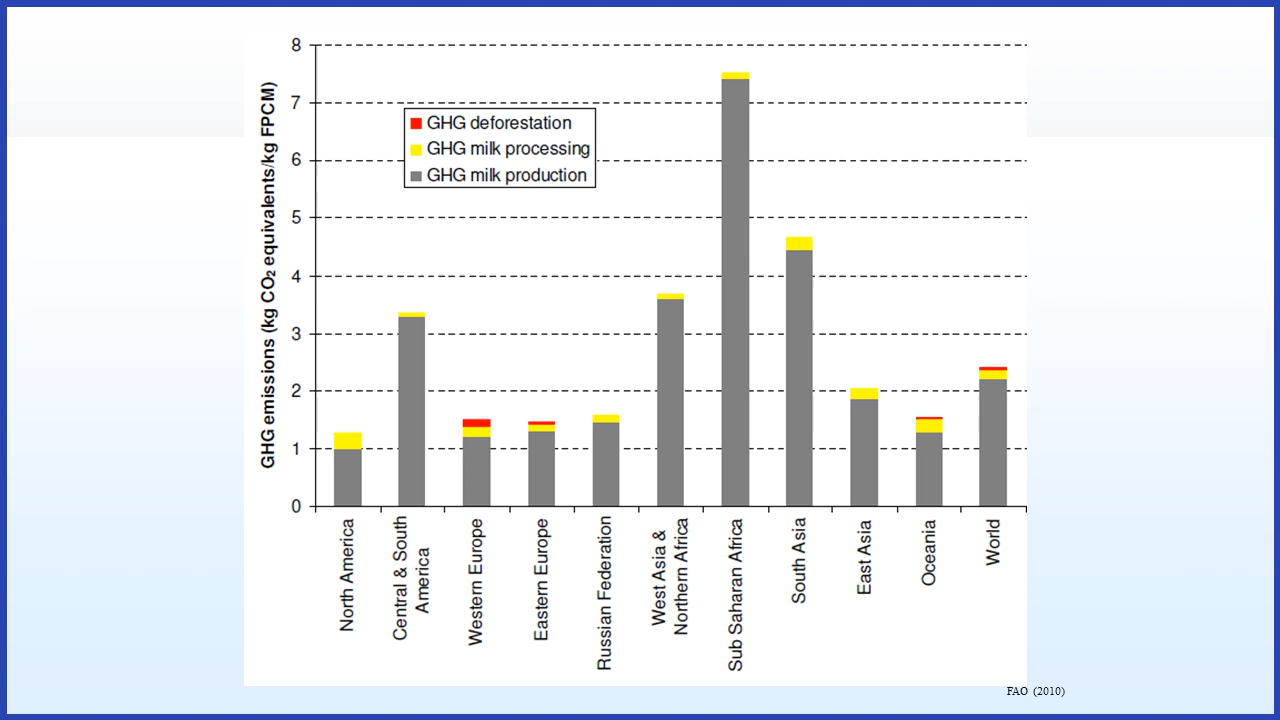 GHG emissions (kg CO₂ equivalents/kg FPCM)
8
7
6
5
4
3
2
1
0
GHG deforestation
GHG milk processing
GHG milk production
North America
Central & South
America
Western Europe
Eastern Europe
Russian Federation
West Asia &
Northern Africa
Sub Saharan Africa
South Asia
East Asia
Oceania
World
FAO (2010)